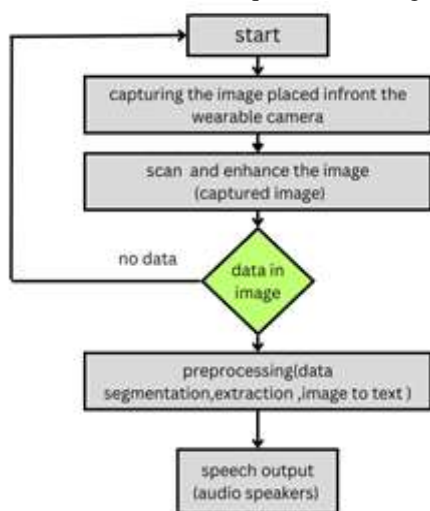 start
capturing the image placed infront the
wearable camera
scan and enhance the image
(captured image)
no data
data in
image
preprocessing(data
segmentation,extraction ,image to text )
speech output
(audio speakers)